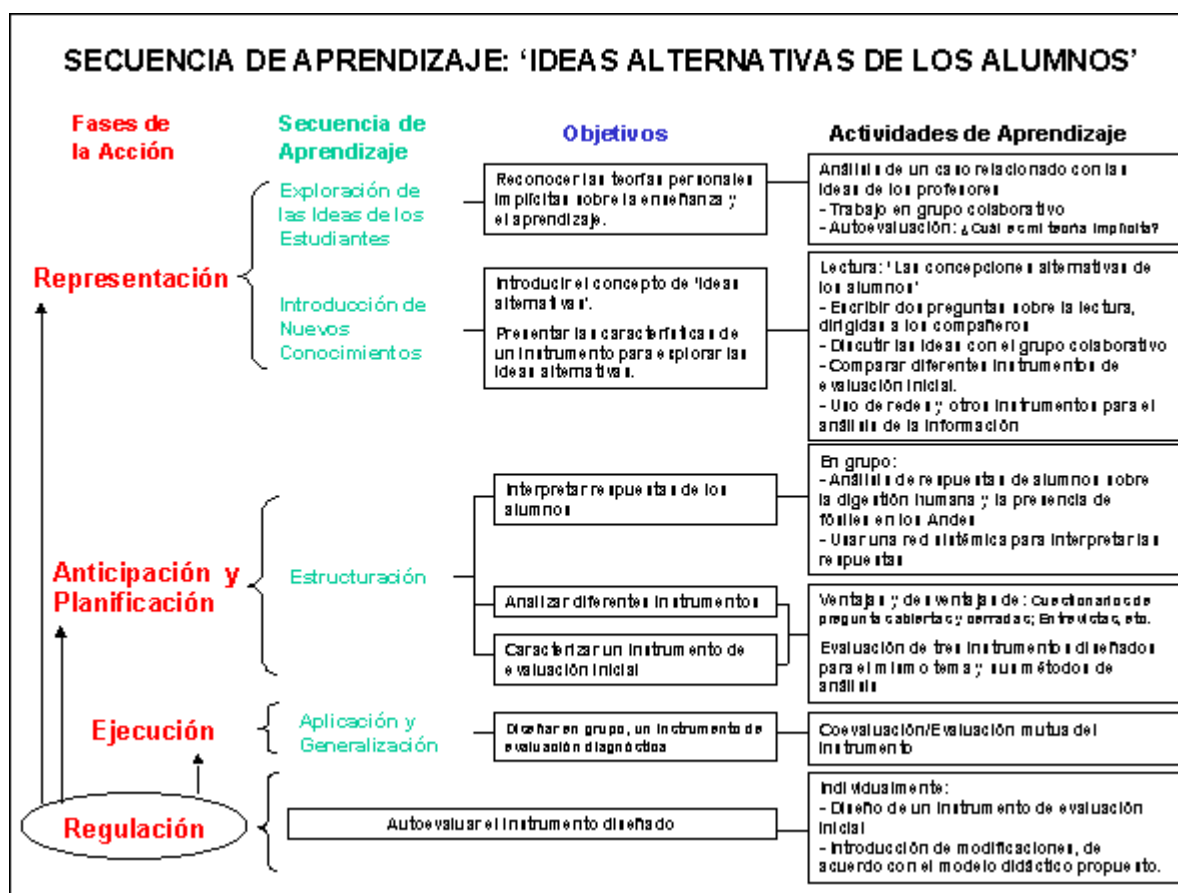 SECUENCIA DE APRENDIZAJE: ‘IDEAS ALTERNATIVAS DE LOS ALUMNOS’
Fases de
la Acción
Secuencia de
Aprendizaje
Objetivos
Actividades de Aprendizaje
Representación
Exploración de
las Ideas de los
Estudiantes
Reconocer las teorías personales
implícitas sobre la enseñanza y
el aprendizaje.
Análisis de un caso relacionado con las
ideas de los profesores
- Trabajo en grupo colaborativo
- Autoevaluación: ¿Cuál es mi teoría implícita?
Introducción de
Nuevos
Conocimientos
Introducir el concepto de ‘ideas
alternativas’.
Presentar las características de
un instrumento para explorar las
ideas alternativas.
Lectura: ‘Las concepciones alternativas de
los alumnos’
- Escribir dos preguntas sobre la lectura,
dirigidas a los compañeros
- Discutir las ideas con el grupo colaborativo
- Comparar diferentes instrumentos de
evaluación inicial.
- Uso de redes y otros instrumentos para el
análisis de la información
Anticipación y
Planificación
Estructuración
Interpretar respuestas de los
alumnos
En grupo:
- Análisis de respuestas de alumnos sobre
la digestión humana y la presencia de
fósiles en los Andes
- Usar una red sistémica para interpretar las
respuestas
Analizar diferentes instrumentos
Caracterizar un instrumento de
evaluación inicial
Ventajas y desventajas de: Cuestionarios de
preguntas abiertas y cerradas; Entrevistas, etc.
Evaluación de tres instrumentos diseñados
para el mismo tema y sus métodos de
análisis
Ejecución
Aplicación y
Generalización
Diseñar en grupo, un instrumento de
evaluación diagnóstica
Coevaluación/Evaluación mutua del
instrumento
Regulación
Autoevaluar el instrumento diseñado
Individualmente:
- Diseño de un instrumento de evaluación
inicial
- Introducción de modificaciones, de
acuerdo con el modelo didáctico propuesto.